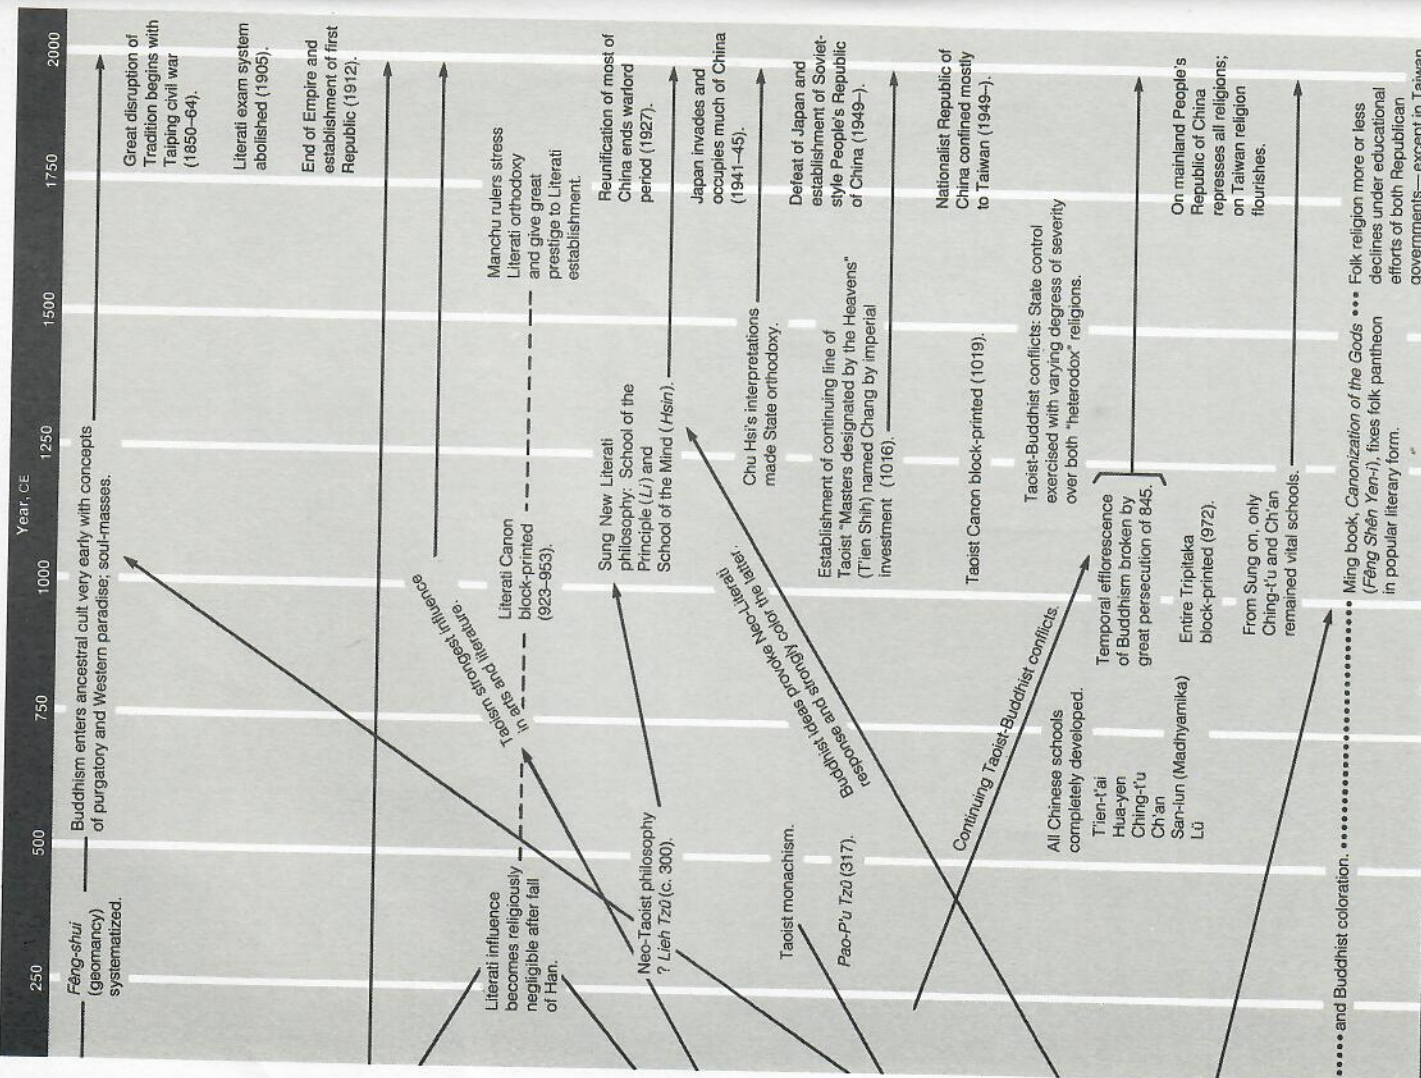 Year, CE
250
500
750
1000
1250
1500
1750
2000
Fêng-shui
(geomancy)
systematized.
Buddhism enters ancestral cult very early with concepts
of purgatory and Western paradise; soul-masses.
Great disruption of
Tradition begins with
Taiping civil war
(1850–64).
Literati exam system
abolished (1905).
End of Empire and
establishment of first
Republic (1912).
Taoism strongest influence
in arts and literature.
Literati influence
becomes religiously
negligible after fall
of Han.
Literati Canon
block-printed
(923–953).
Manchu rulers stress
Literati orthodoxy
and give great
prestige to Literati
establishment.
Neo-Taoist philosophy
? Lieh Tzŭ (c. 300).
Sung New Literati
philosophy: School of the
Principle (Li) and
School of the Mind (Hsin).
Reunification of most of
China ends warlord
period (1927).
Japan invades and
occupies much of China
(1941–45).
Buddhist ideas provoke Neo-Literati
response and strongly color the latter.
Chu Hsi's interpretations
made State orthodoxy.
Taoist monachism.
Pao-P'u Tzŭ (317).
Establishment of continuing line of
Taoist "Masters designated by the Heavens"
(T'ien Shih) named Chang by imperial
investment (1016).
Defeat of Japan and
establishment of Soviet-
style People's Republic
of China (1949–).
Taoist Canon block-printed (1019).
Nationalist Republic of
China confined mostly
to Taiwan (1949–).
Continuing Taoist-Buddhist conflicts.
Taoist-Buddhist conflicts: State control
exercised with varying degress of severity
over both "heterodox" religions.
All Chinese schools
completely developed.
T'ien-t'ai
Hua-yen
Ching-t'u
Ch'an
San-lun (Madhyamika)
Lü
Temporal efflorescence
of Buddhism broken by
great persecution of 845.
Entire Tripitaka
block-printed (972).
From Sung on, only
Ching-t'u and Ch'an
remained vital schools.
On mainland People's
Republic of China
represses all religions;
on Taiwan religion
flourishes.
and Buddhist coloration.
Ming book, Canonization of the Gods
(Fêng Shên Yen-i), fixes folk pantheon
in popular literary form.
Folk religion more or less
declines under educational
efforts of both Republican
governments—except in Taiwan